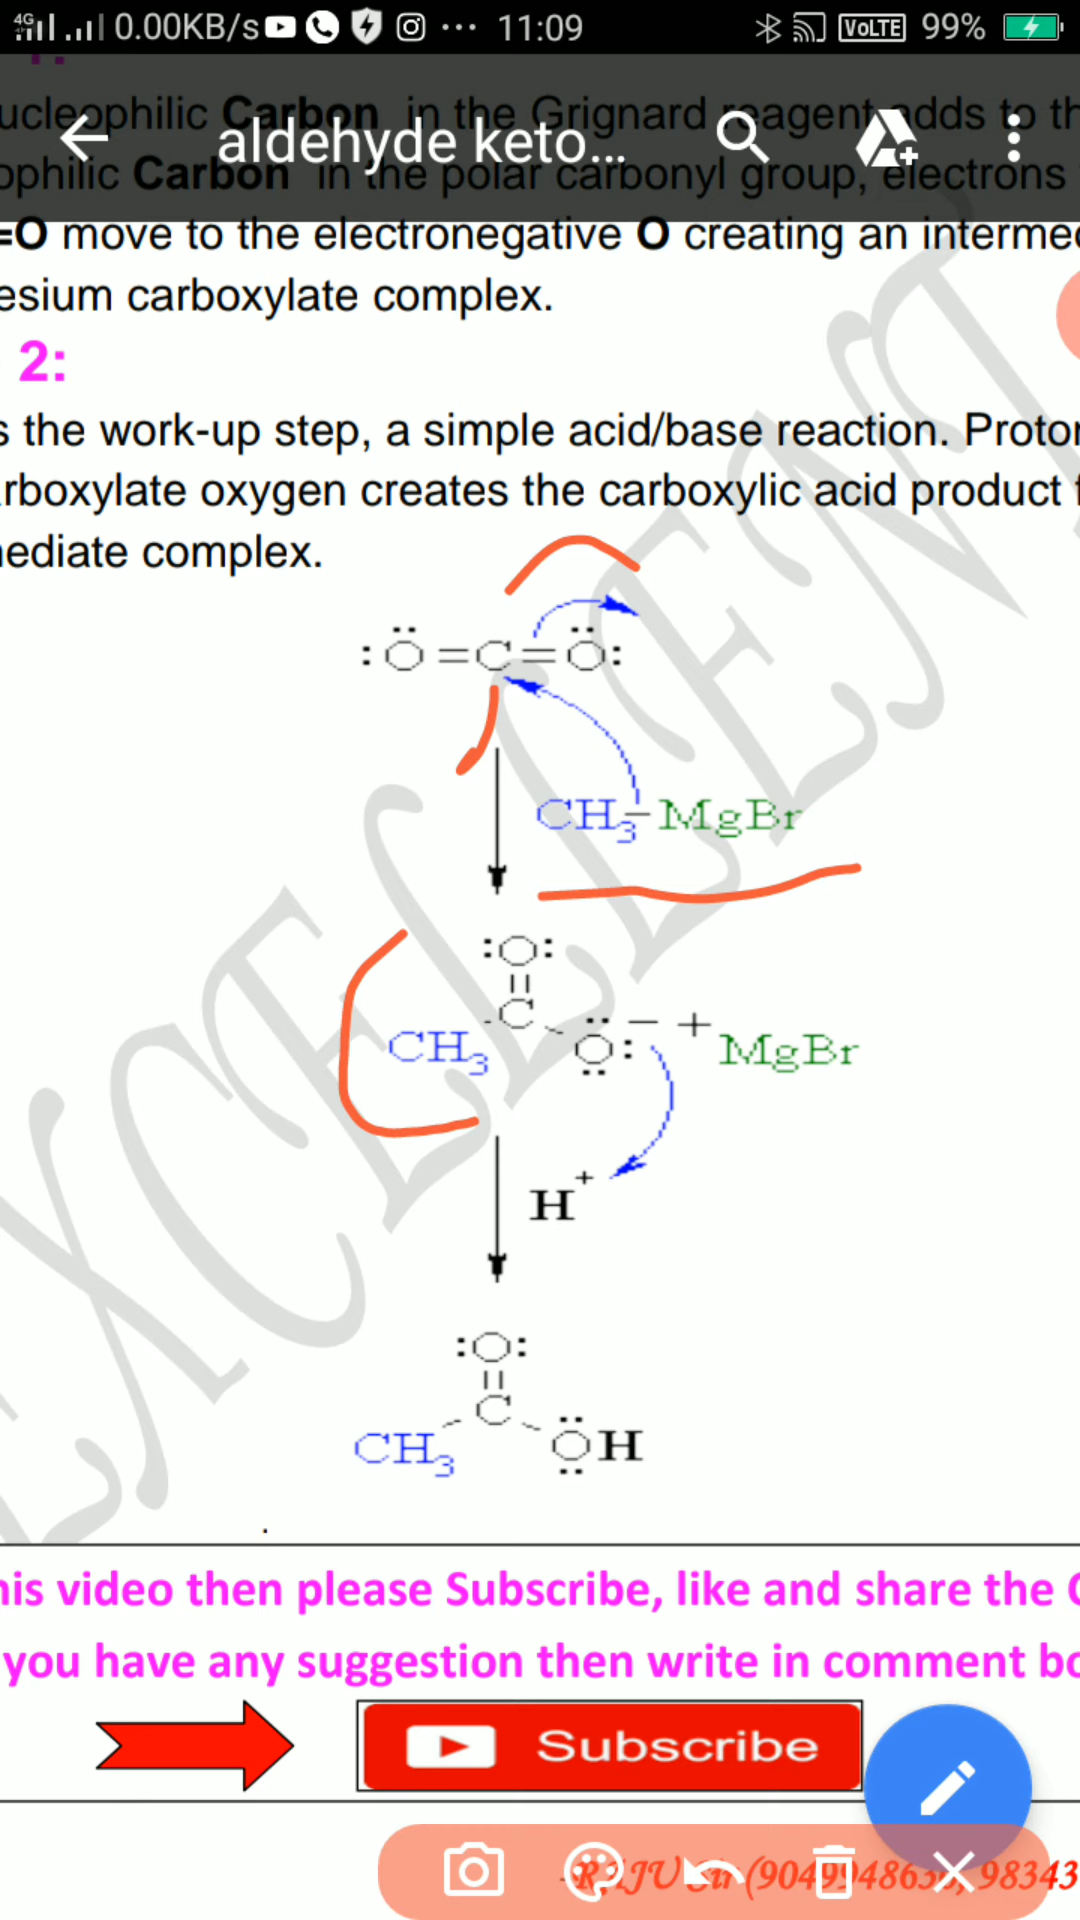 4G 0.00KB/s ... 11:09 VoLTE 99%
ucleophilic Carbon in the Grignard reagent adds to th
aldehyde keto...
ophilic Carbon in the polar carbonyl group, electrons
=O move to the electronegative O creating an interme
esium carboxylate complex.
2:
s the work-up step, a simple acid/base reaction. Proto
rboxylate oxygen creates the carboxylic acid product
mediate complex.
:Ö=C=Ö:
CH3-MgBr
:O:
C
CH3 O: − + MgBr
H+
:O:
C
CH3 ÖH
EXCELLENT
his video then please Subscribe, like and share the
you have any suggestion then write in comment bo
Subscribe